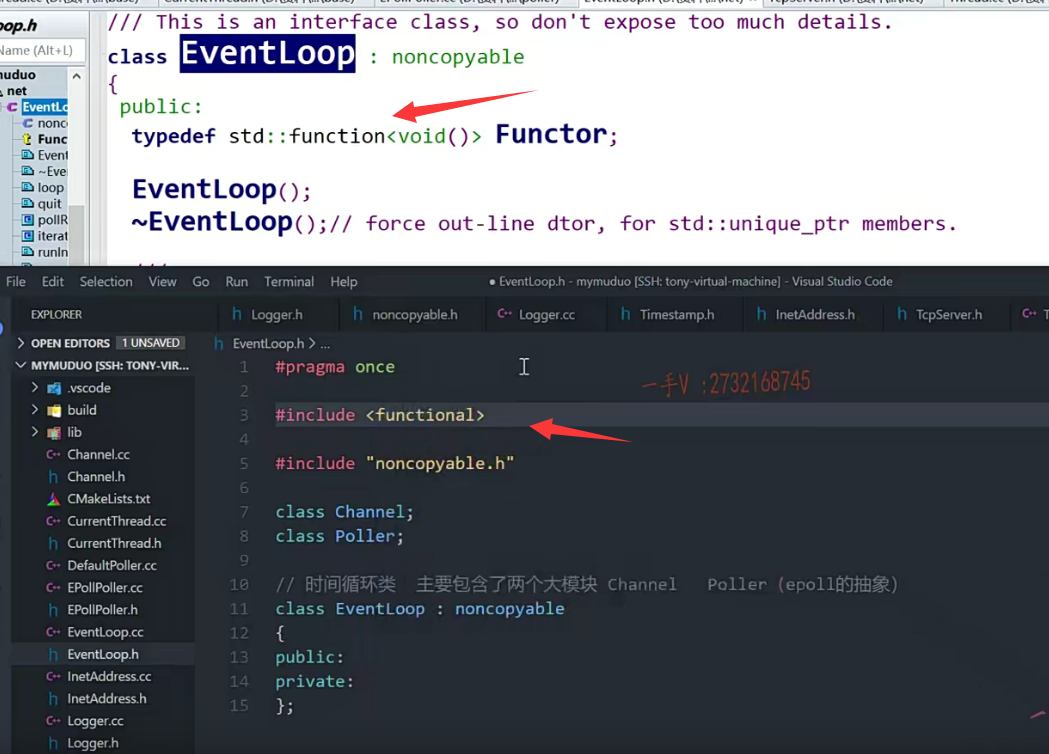 /// This is an interface class, so don't expose too much details.
class EventLoop : noncopyable
{
public:
typedef std::function<void()> Functor;
EventLoop();
~EventLoop();// force out-line dtor, for std::unique_ptr members.
oop.h
Name (Alt+L)
muduo
net
EventLo
nonc
Func
Event
~Eve
loop
quit
pollR
iterat
runIn
File Edit Selection View Go Run Terminal Help
● EventLoop.h - mymuduo [SSH: tony-virtual-machine] - Visual Studio Code
EXPLORER
Logger.h noncopyable.h Logger.cc Timestamp.h InetAddress.h TcpServer.h
OPEN EDITORS 1 UNSAVED
MYMUDUO [SSH: TONY-VIR...
.vscode
build
lib
Channel.cc
Channel.h
CMakeLists.txt
CurrentThread.cc
CurrentThread.h
DefaultPoller.cc
EPollPoller.cc
EPollPoller.h
EventLoop.cc
EventLoop.h
InetAddress.cc
InetAddress.h
Logger.cc
Logger.h
EventLoop.h > ...
1 #pragma once
2
3 #include <functional>
4
5 #include "noncopyable.h"
6
7 class Channel;
8 class Poller;
9
10 // 时间循环类 主要包含了两个大模块 Channel Poller (epoll的抽象)
11 class EventLoop : noncopyable
12 {
13 public:
14 private:
15 };
一手V :2732168745